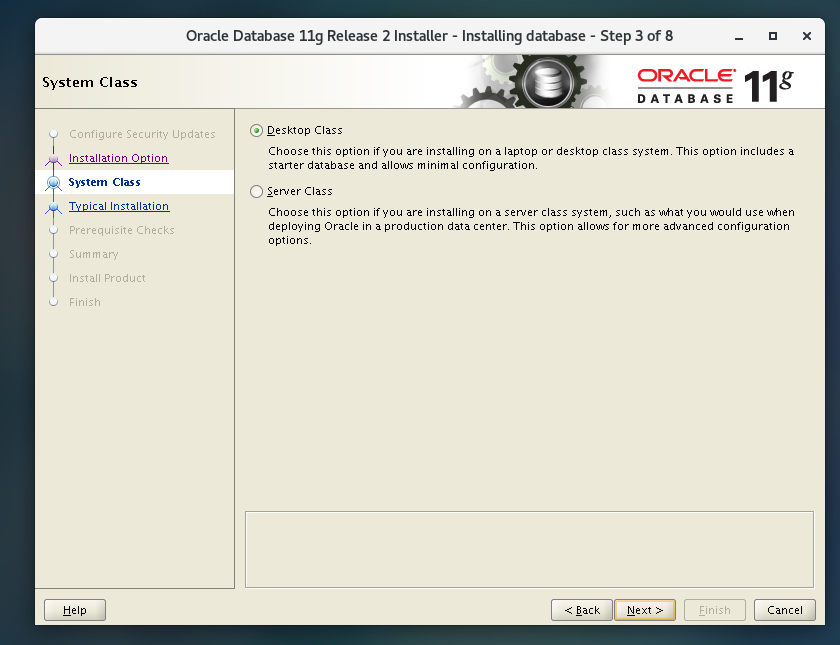 Oracle Database 11g Release 2 Installer - Installing database - Step 3 of 8
System Class
ORACLE
DATABASE
11g
Configure Security Updates
Installation Option
System Class
Typical Installation
Prerequisite Checks
Summary
Install Product
Finish
Desktop Class
Choose this option if you are installing on a laptop or desktop class system. This option includes a
starter database and allows minimal configuration.
Server Class
Choose this option if you are installing on a server class system, such as what you would use when
deploying Oracle in a production data center. This option allows for more advanced configuration
options.
Help
< Back
Next >
Finish
Cancel